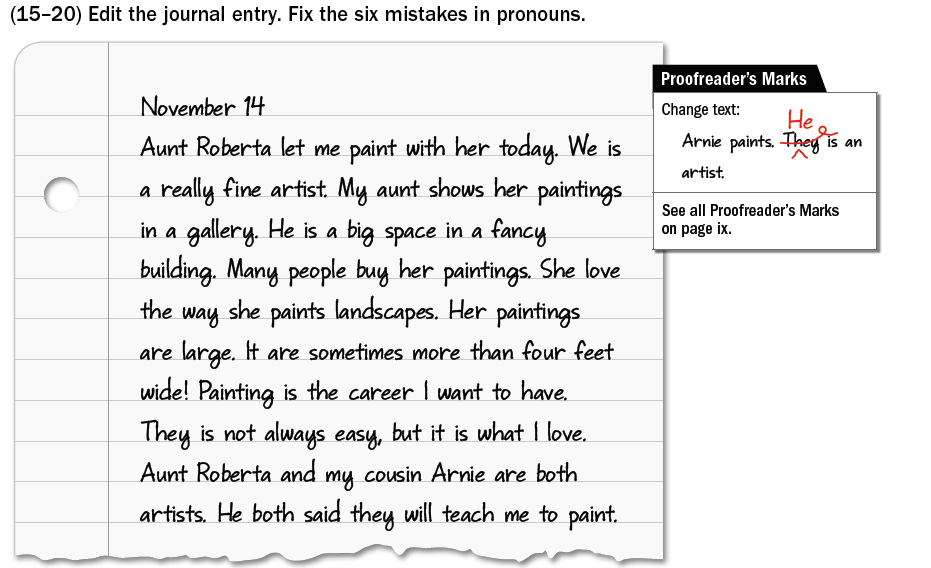 (15–20) Edit the journal entry. Fix the six mistakes in pronouns.
November 14
Aunt Roberta let me paint with her today. We is
a really fine artist. My aunt shows her paintings
in a gallery. He is a big space in a fancy
building. Many people buy her paintings. She love
the way she paints landscapes. Her paintings
are large. It are sometimes more than four feet
wide! Painting is the career I want to have.
They is not always easy, but it is what I love.
Aunt Roberta and my cousin Arnie are both
artists. He both said they will teach me to paint.
Proofreader's Marks
Change text:
He
Arnie paints. They is an
artist.
See all Proofreader's Marks
on page ix.